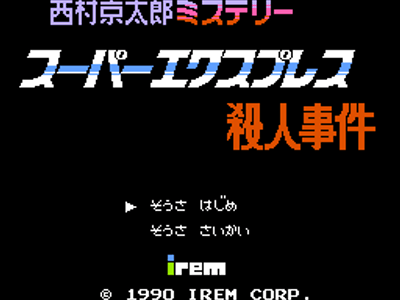 西村京太郎ミステリー
スーパーエクスプレス
殺人事件
▶ そうさ はじめ
そうさ さいかい
irem
© 1990 IREM CORP.